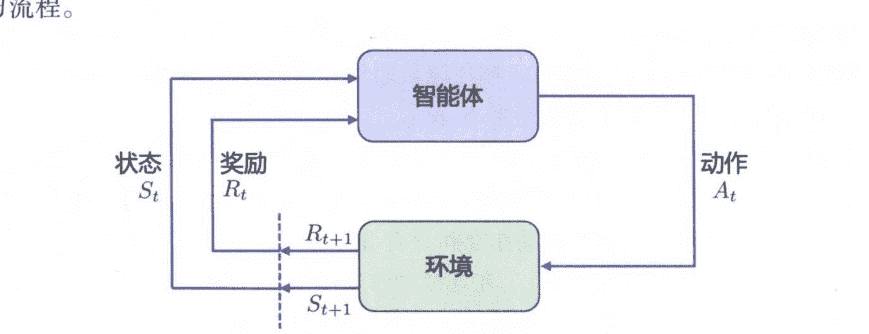 的流程。
智能体
状态
S_t
奖励
R_t
动作
A_t
R_{t+1}
环境
S_{t+1}